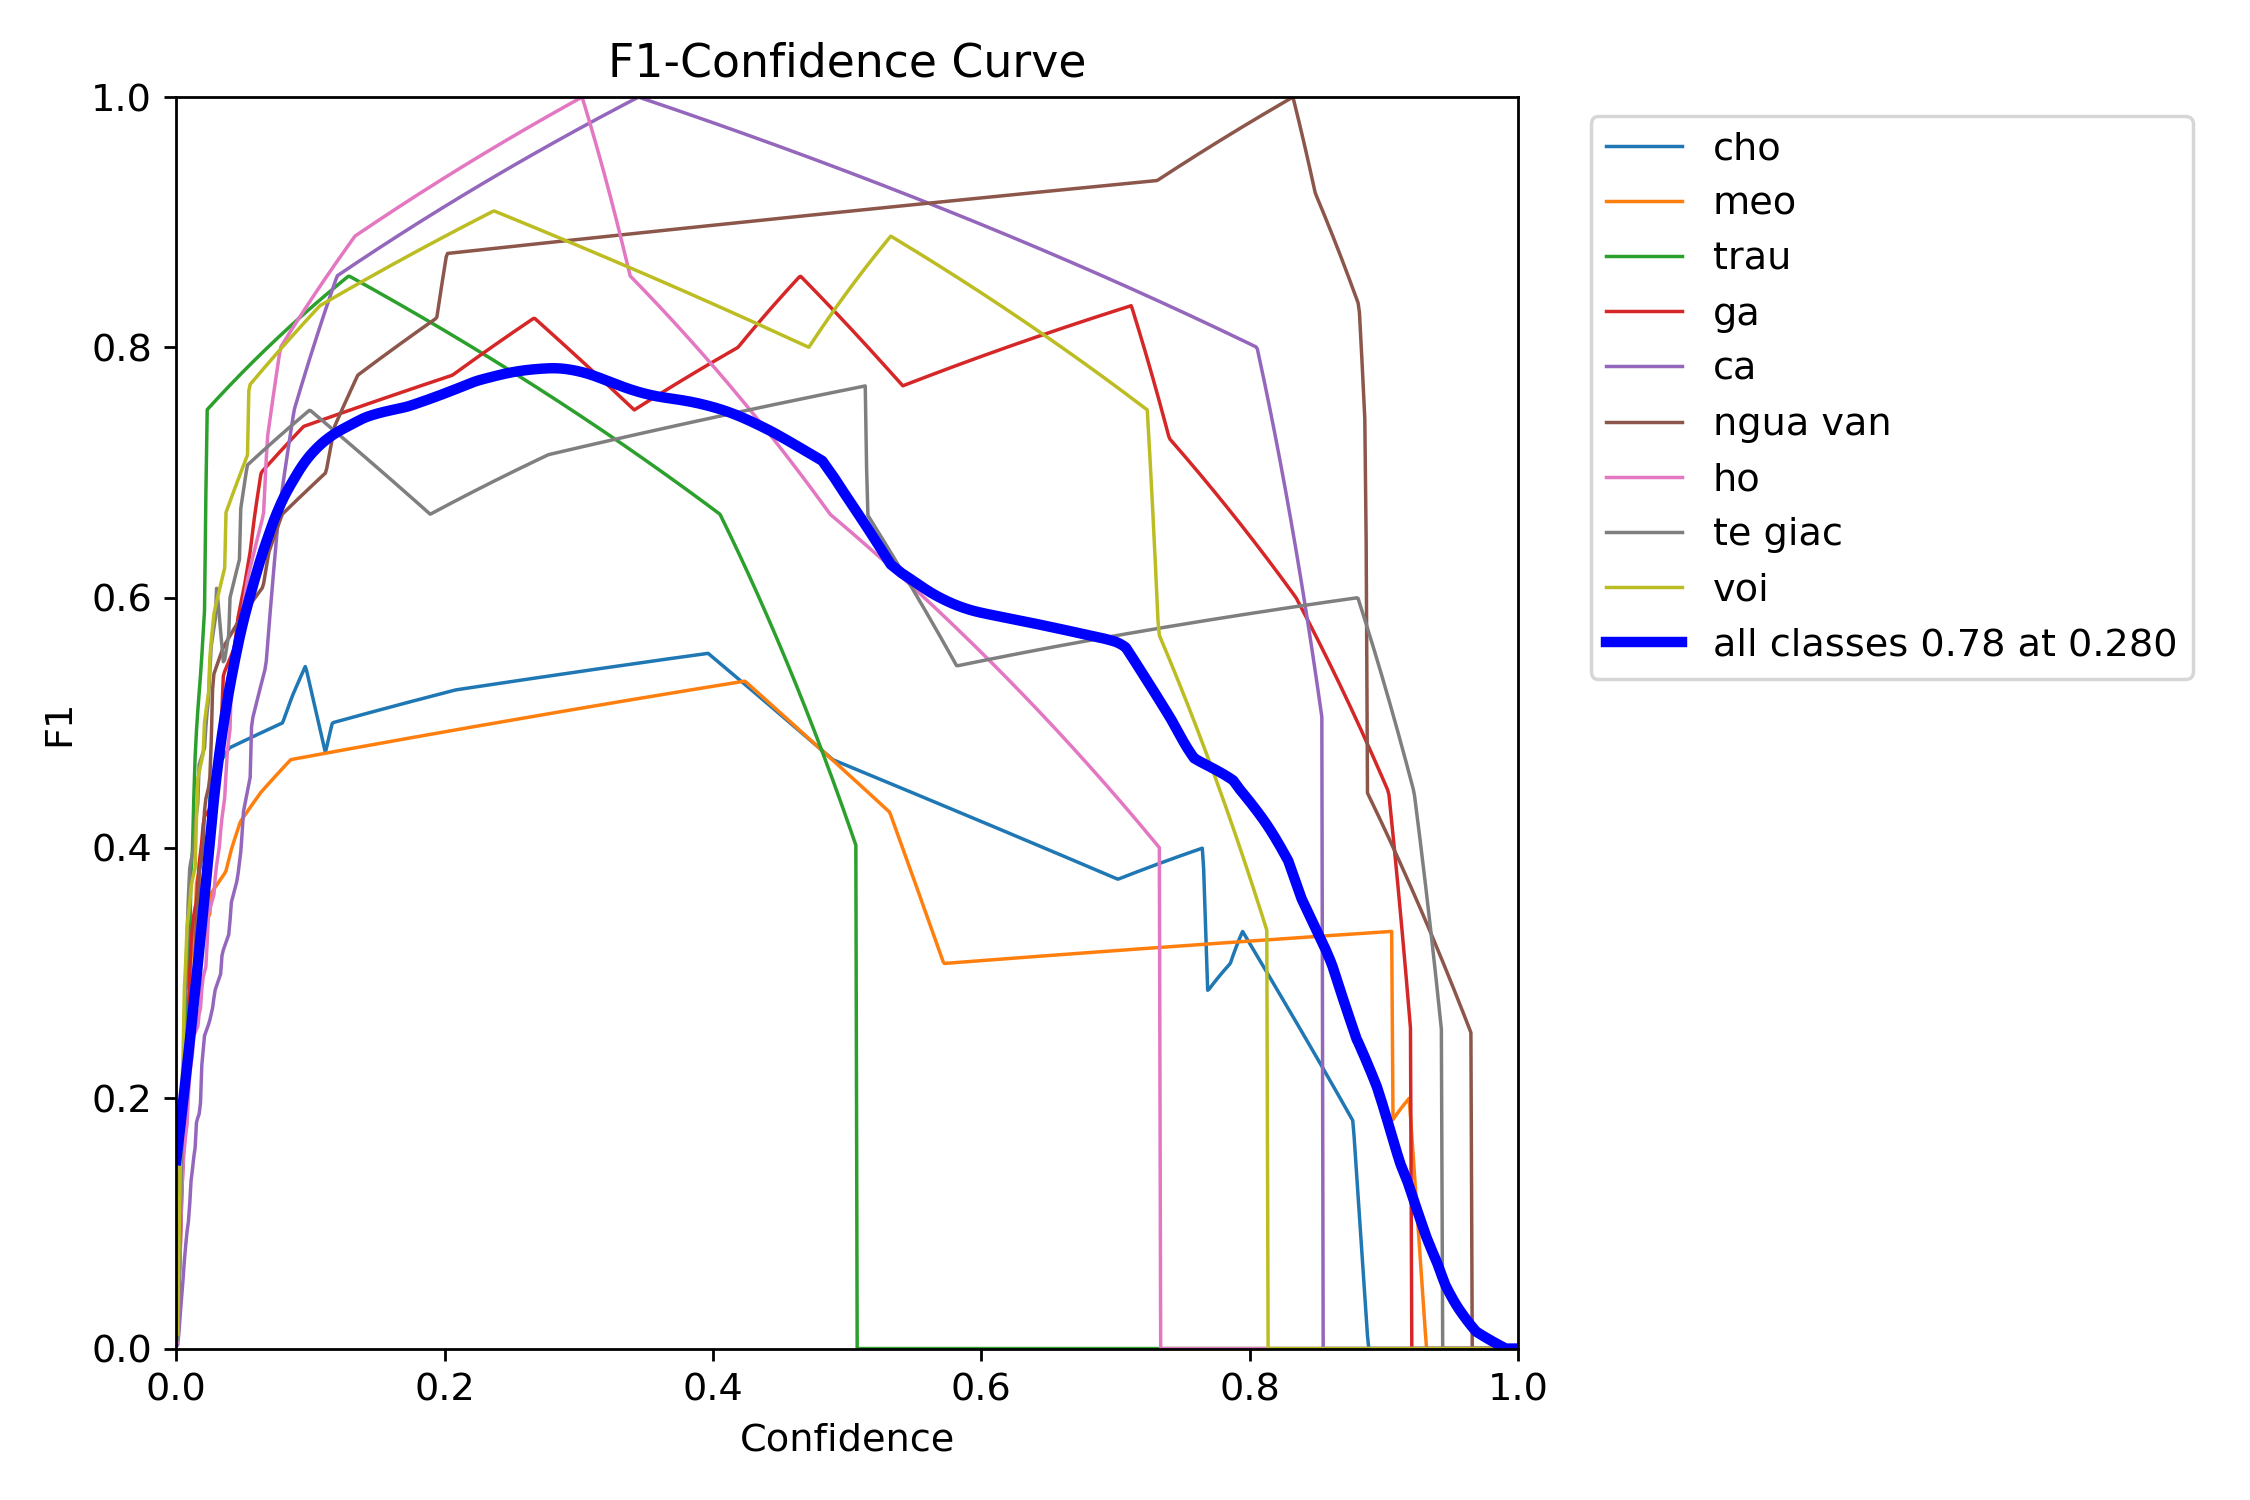 F1-Confidence Curve
1.0
0.8
0.6
0.4
0.2
0.0
F1
0.0 0.2 0.4 0.6 0.8 1.0
Confidence
cho
meo
trau
ga
ca
ngua van
ho
te giac
voi
all classes 0.78 at 0.280